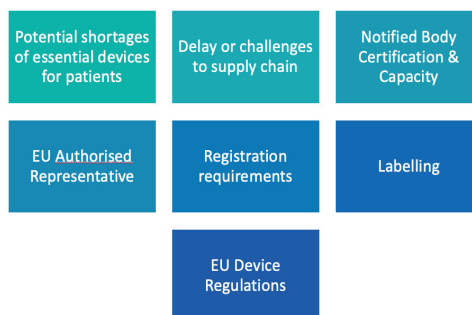 Potential shortages
of essential devices
for patients
Delay or challenges
to supply chain
Notified Body
Certification &
Capacity
EU Authorised
Representative
Registration
requirements
Labelling
EU Device
Regulations